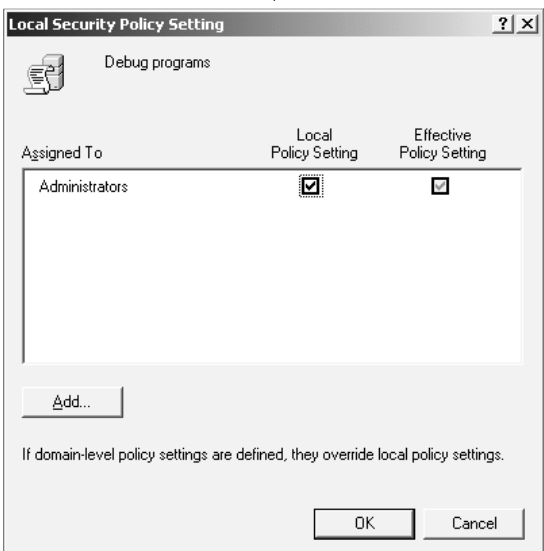 Local Security Policy Setting
Debug programs
Assigned To
Local
Policy Setting
Effective
Policy Setting
Administrators
Add...
If domain-level policy settings are defined, they override local policy settings.
OK
Cancel